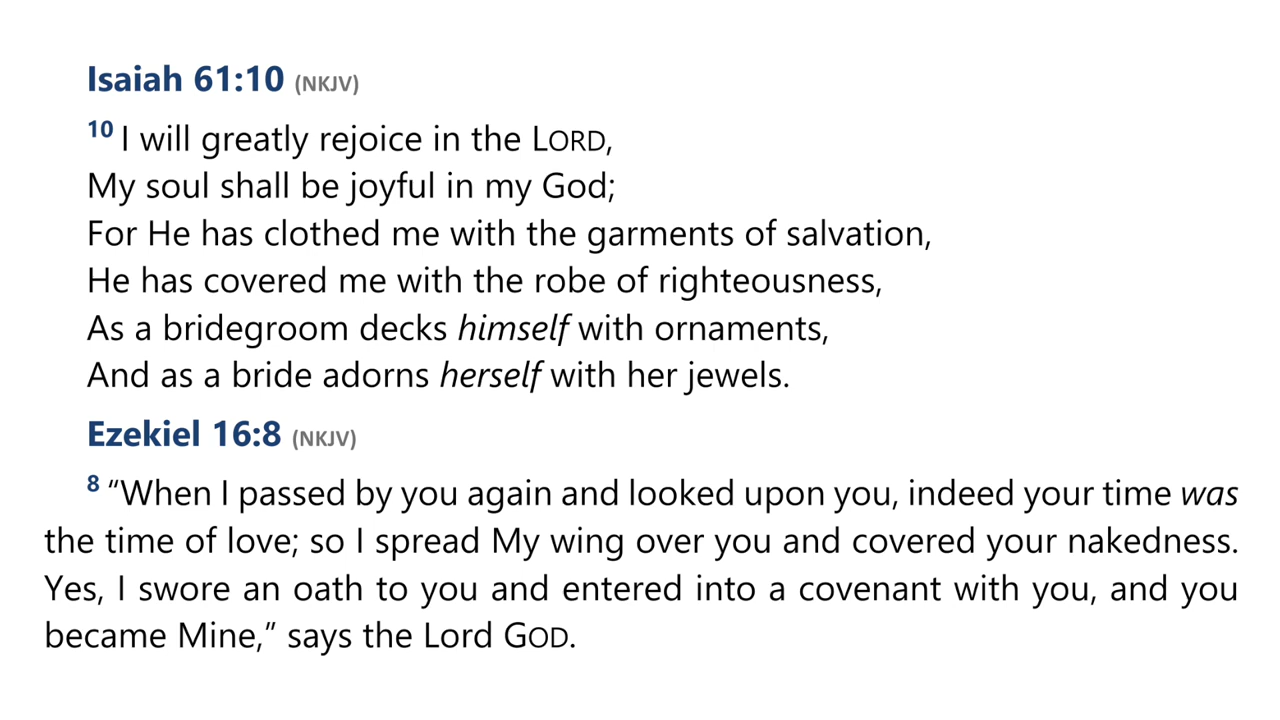 Isaiah 61:10 (NKJV)
10 I will greatly rejoice in the LORD,
My soul shall be joyful in my God;
For He has clothed me with the garments of salvation,
He has covered me with the robe of righteousness,
As a bridegroom decks himself with ornaments,
And as a bride adorns herself with her jewels.
Ezekiel 16:8 (NKJV)
8 “When I passed by you again and looked upon you, indeed your time was
the time of love; so I spread My wing over you and covered your nakedness.
Yes, I swore an oath to you and entered into a covenant with you, and you
became Mine,” says the Lord GOD.